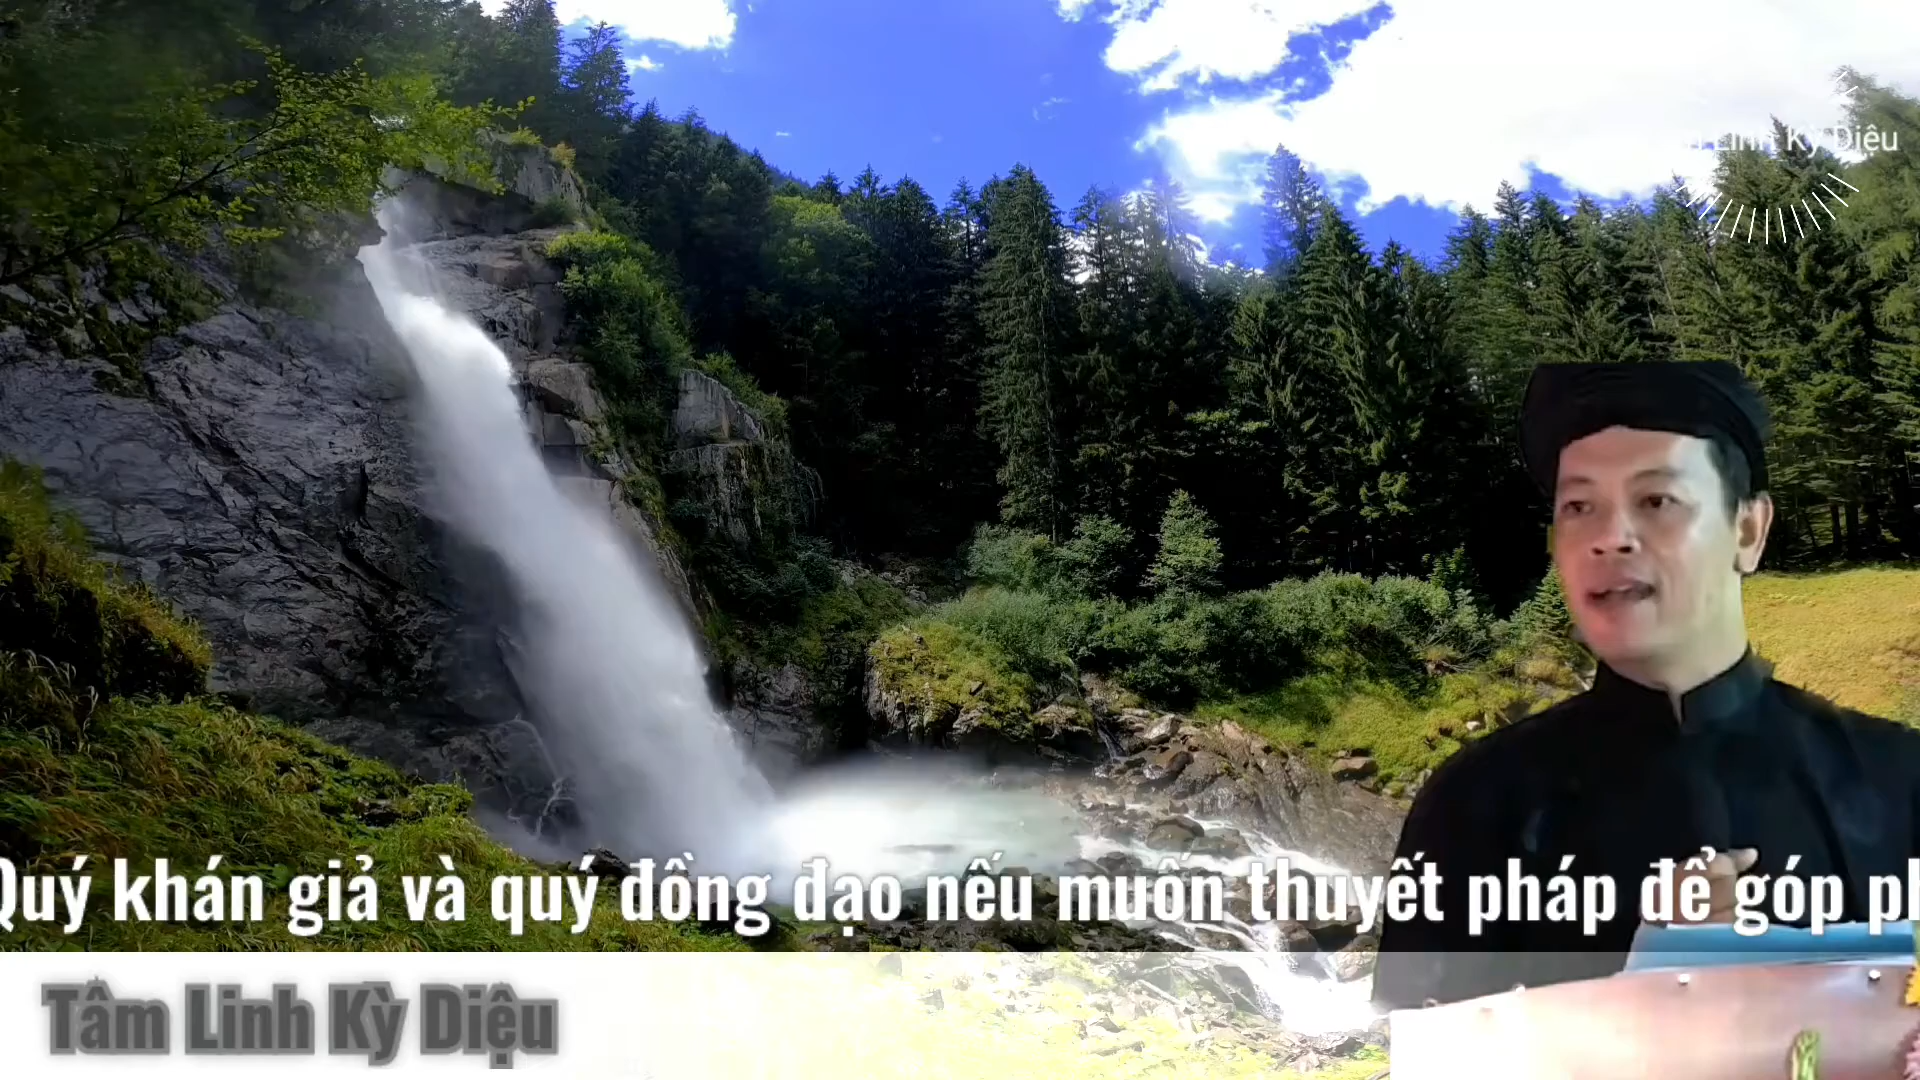 Linh Kỳ Diệu
Quý khán giả và quý đồng đạo nếu muốn thuyết pháp để góp
Tâm Linh Kỳ Diệu